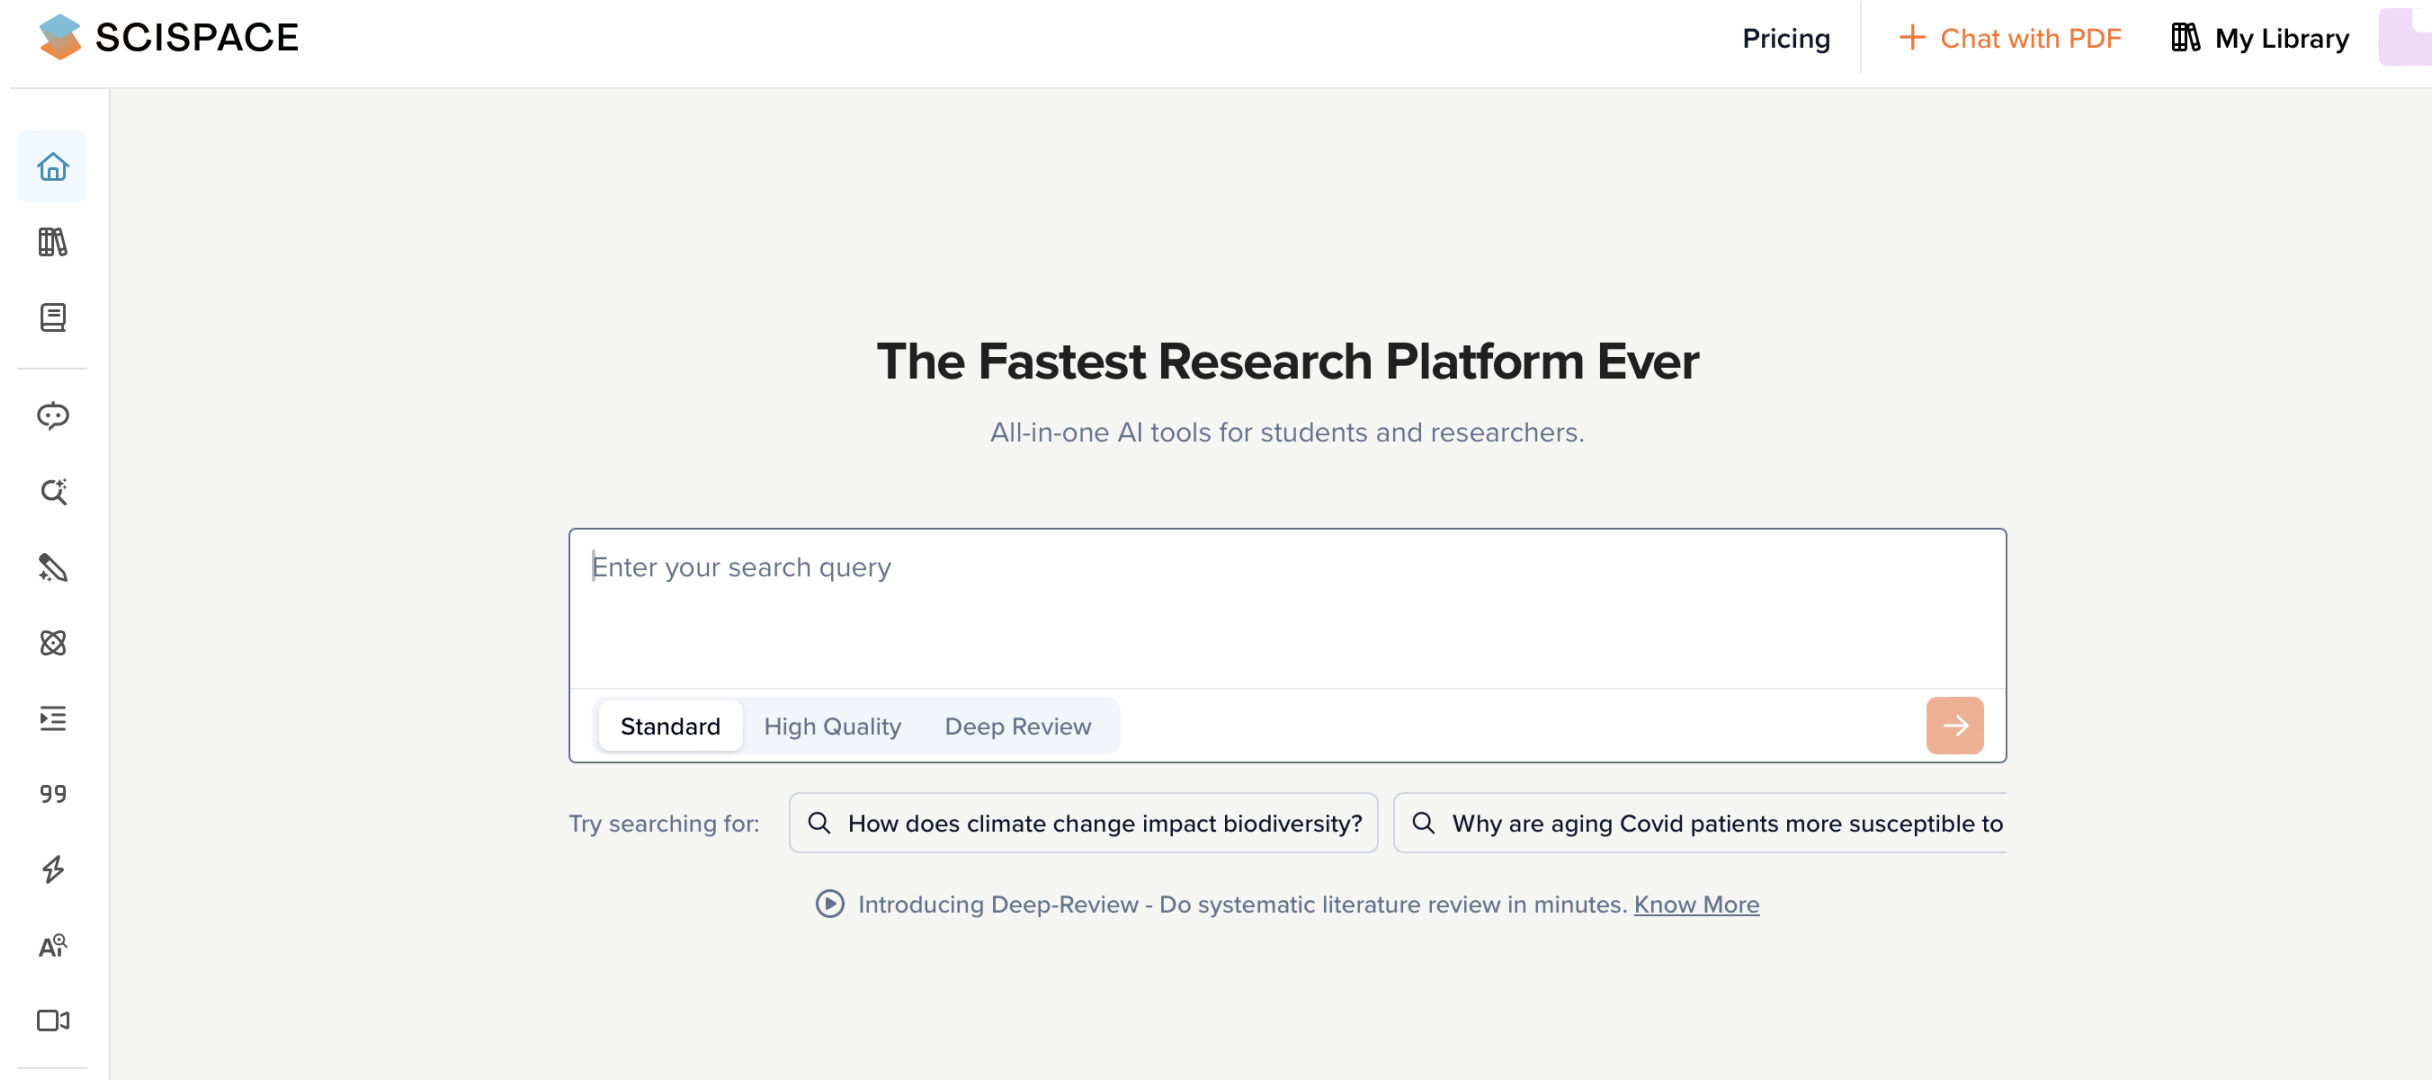 SCISPACE
Pricing
Chat with PDF
My Library
The Fastest Research Platform Ever
All-in-one AI tools for students and researchers.
Enter your search query
Standard
High Quality
Deep Review
Try searching for:
How does climate change impact biodiversity?
Why are aging Covid patients more susceptible to
Introducing Deep-Review - Do systematic literature review in minutes. Know More